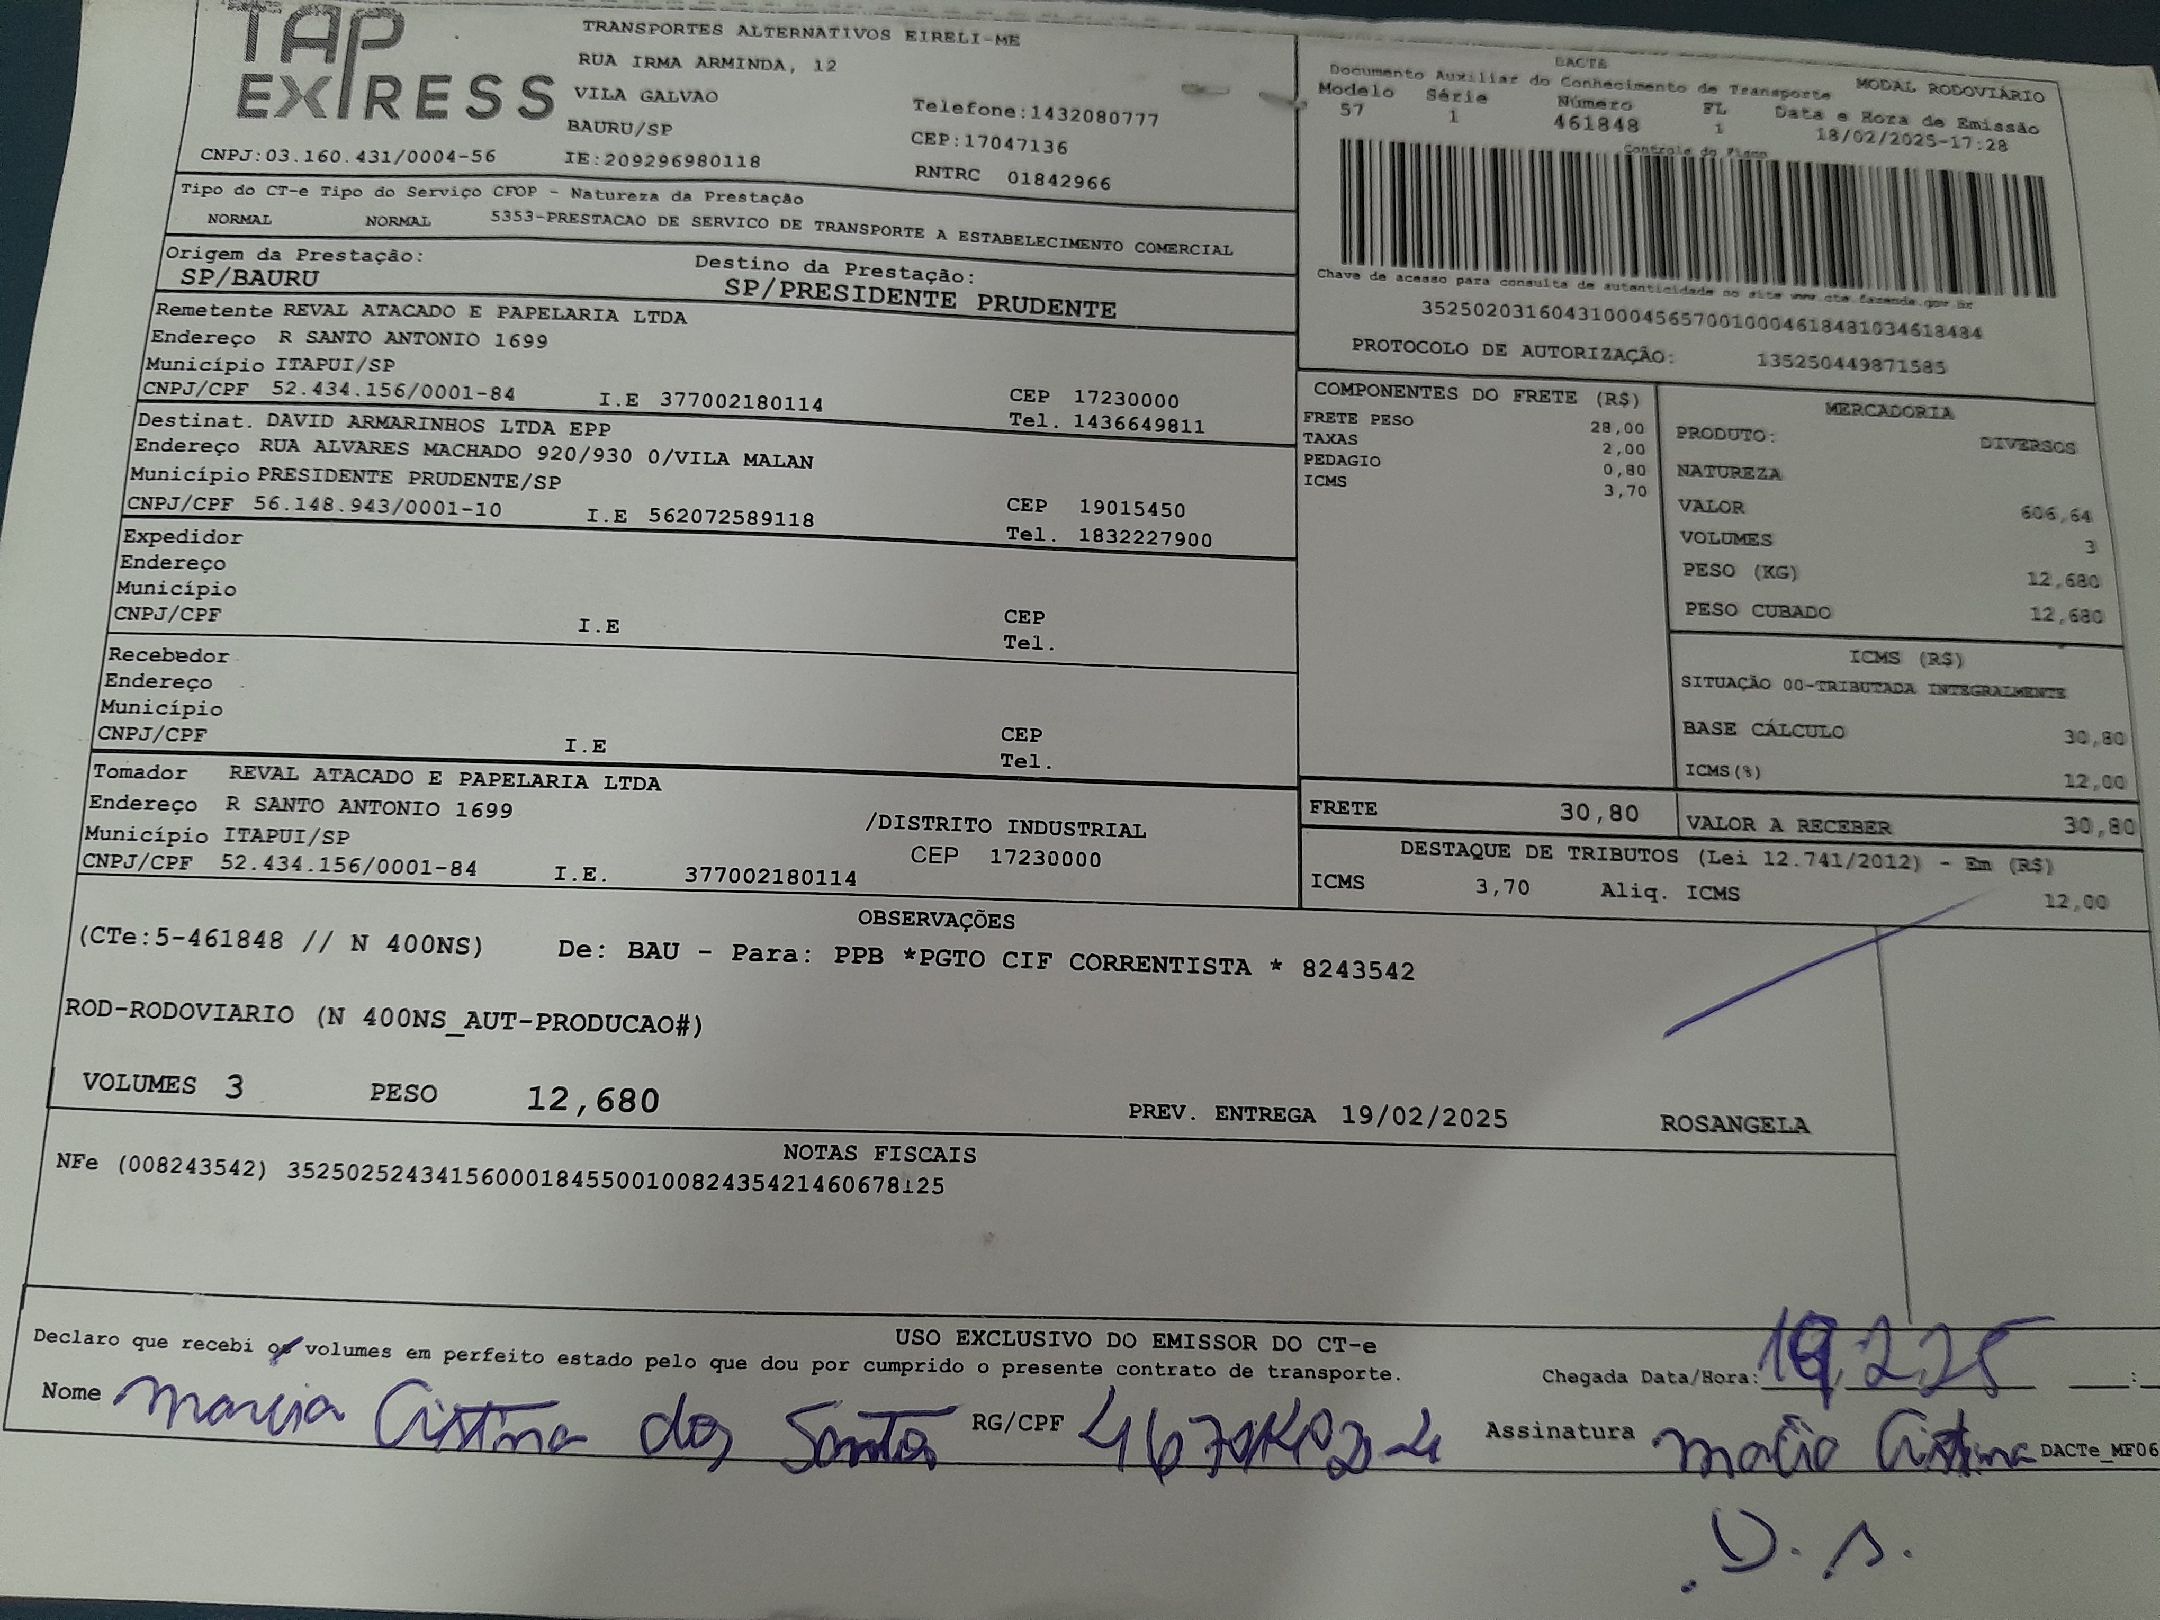 TAP EXPRESS
TRANSPORTES ALTERNATIVOS EIRELI-ME
RUA IRMA ARMINDA, 12
VILA GALVAO
BAURU/SP
Telefone:1432080777
CEP:17047136
CNPJ:03.160.431/0004-56 IE:209296980118 RNTRC 01842966
DACTE
Documento Auxiliar do Conhecimento de Transporte MODAL RODOVIÁRIO
Modelo Série Número FL Data e Hora de Emissão
57 1 461848 1 18/02/2025-17:28
Controle do Fisco
Chave de acesso para consulta de autenticidade no site www.cte.fazenda.gov.br
35250203160431000456570010004618481034618484
PROTOCOLO DE AUTORIZAÇÃO: 135250449871585
Tipo do CT-e Tipo do Serviço CFOP - Natureza da Prestação
NORMAL NORMAL 5353-PRESTACAO DE SERVICO DE TRANSPORTE A ESTABELECIMENTO COMERCIAL
Origem da Prestação: Destino da Prestação:
SP/BAURU SP/PRESIDENTE PRUDENTE
Remetente REVAL ATACADO E PAPELARIA LTDA
Endereço R SANTO ANTONIO 1699
Município ITAPUI/SP CEP 17230000
CNPJ/CPF 52.434.156/0001-84 I.E 377002180114 Tel. 1436649811
Destinat. DAVID ARMARINHOS LTDA EPP
Endereço RUA ALVARES MACHADO 920/930 0/VILA MALAN
Município PRESIDENTE PRUDENTE/SP CEP 19015450
CNPJ/CPF 56.148.943/0001-10 I.E 562072589118 Tel. 1832227900
Expedidor
Endereço
Município CEP
CNPJ/CPF I.E Tel.
Recebedor
Endereço
Município CEP
CNPJ/CPF I.E Tel.
Tomador REVAL ATACADO E PAPELARIA LTDA
Endereço R SANTO ANTONIO 1699 /DISTRITO INDUSTRIAL
Município ITAPUI/SP CEP 17230000
CNPJ/CPF 52.434.156/0001-84 I.E. 377002180114
COMPONENTES DO FRETE (R$)
FRETE PESO 28,00
TAXAS 2,00
PEDAGIO 0,80
ICMS 3,70
MERCADORIA
PRODUTO: DIVERSOS
NATUREZA
VALOR 606,64
VOLUMES 3
PESO (KG) 12,680
PESO CUBADO 12,680
ICMS (R$)
SITUAÇÃO 00-TRIBUTADA INTEGRALMENTE
BASE CÁLCULO 30,80
ICMS(%) 12,00
FRETE 30,80 VALOR A RECEBER 30,80
DESTAQUE DE TRIBUTOS (Lei 12.741/2012) - Em (R$)
ICMS 3,70 Aliq. ICMS 12,00
OBSERVAÇÕES
(CTe:5-461848 // N 400NS) De: BAU - Para: PPB *PGTO CIF CORRENTISTA * 8243542
ROD-RODOVIARIO (N 400NS_AUT-PRODUCAO#)
VOLUMES 3 PESO 12,680 PREV. ENTREGA 19/02/2025 ROSANGELA
NOTAS FISCAIS
NFe (008243542) 35250252434156000184550010082435421460678125
USO EXCLUSIVO DO EMISSOR DO CT-e
Declaro que recebi os volumes em perfeito estado pelo que dou por cumprido o presente contrato de transporte. Chegada Data/Hora: 19 2 25 :
Nome Marcia Cistina dos Santos RG/CPF Assinatura Macia Cistina DACTe_MF06
D. S.